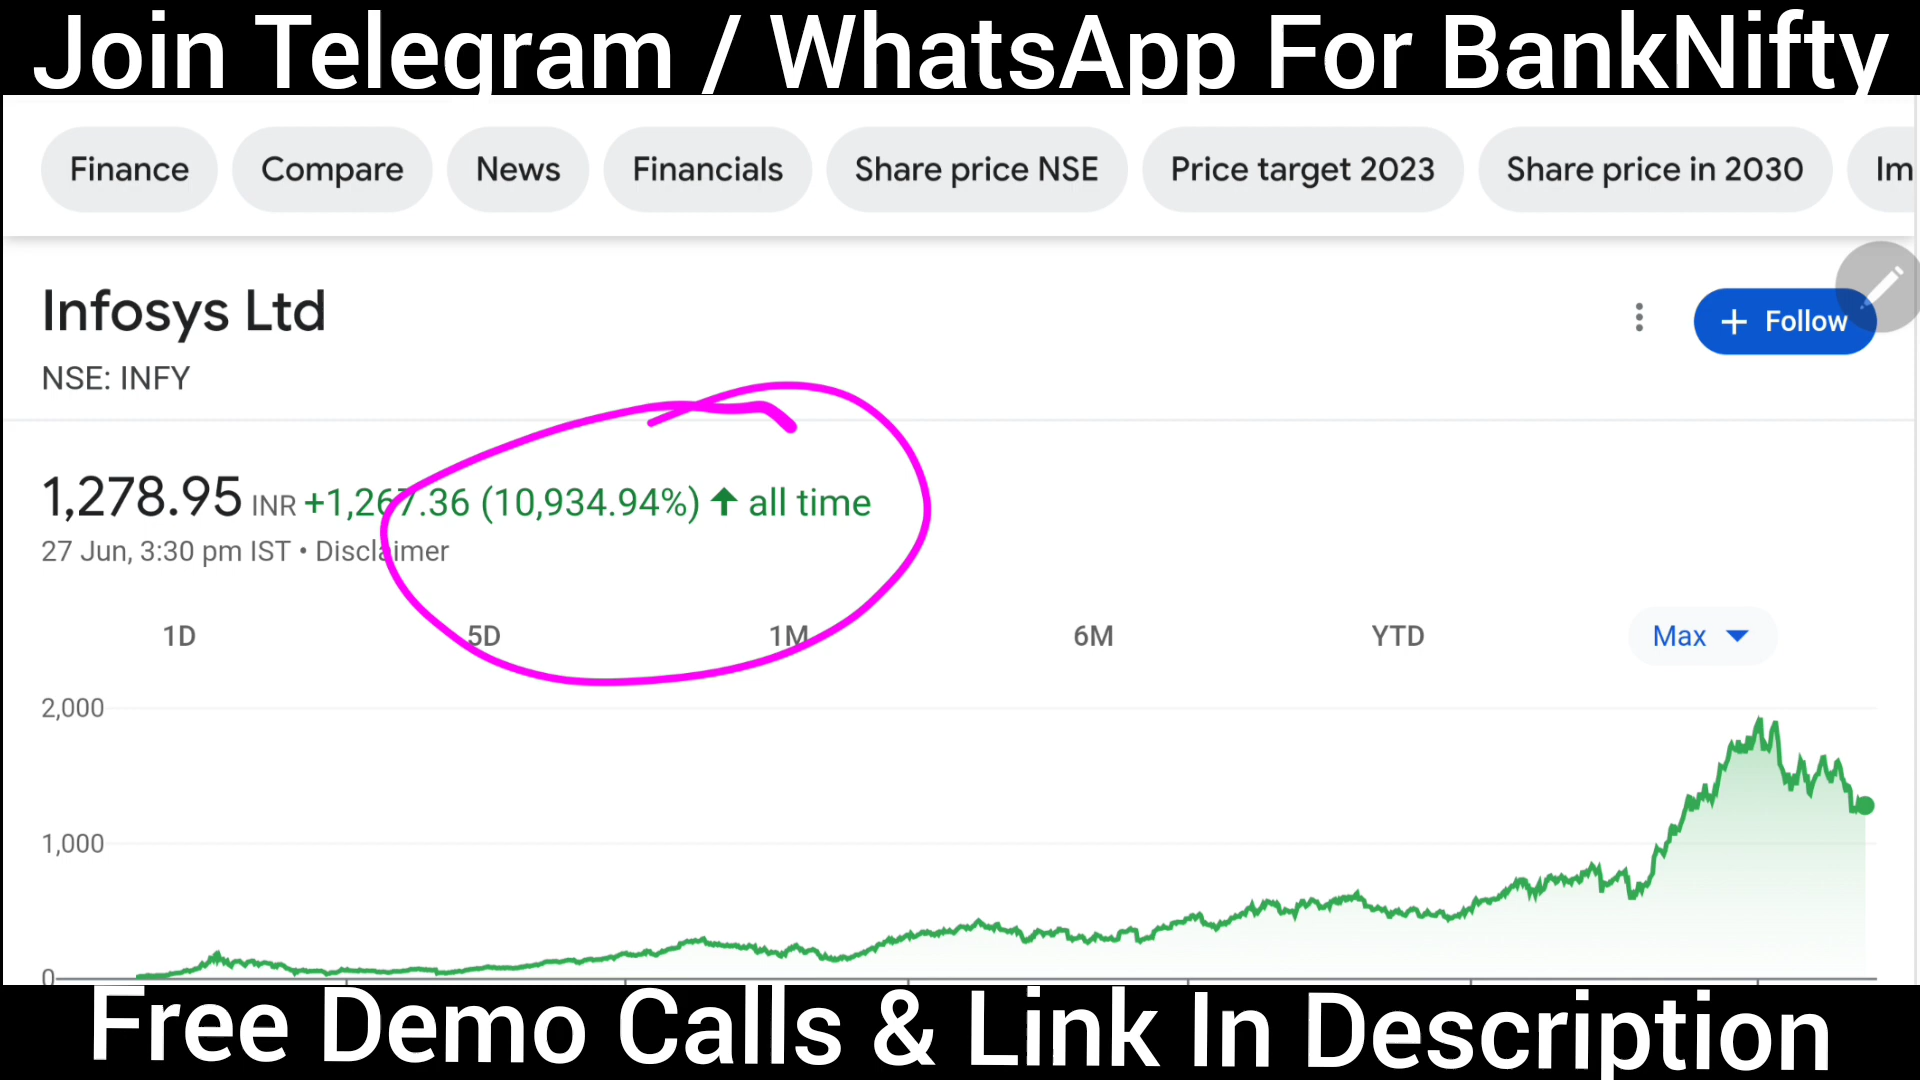 Join Telegram / WhatsApp For BankNifty
Finance Compare News Financials Share price NSE Price target 2023 Share price in 2030 Im
Infosys Ltd
+ Follow
NSE: INFY
1,278.95 INR +1,267.36 (10,934.94%) ↑ all time
27 Jun, 3:30 pm IST • Disclaimer
1D 5D 1M 6M YTD Max
2,000
1,000
0
Free Demo Calls & Link In Description